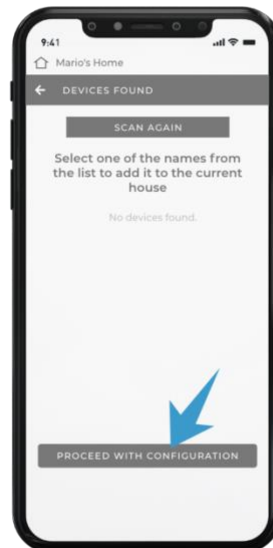 9:41
Mario's Home
DEVICES FOUND
SCAN AGAIN
Select one of the names from
the list to add it to the current
house
No devices found.
PROCEED WITH CONFIGURATION